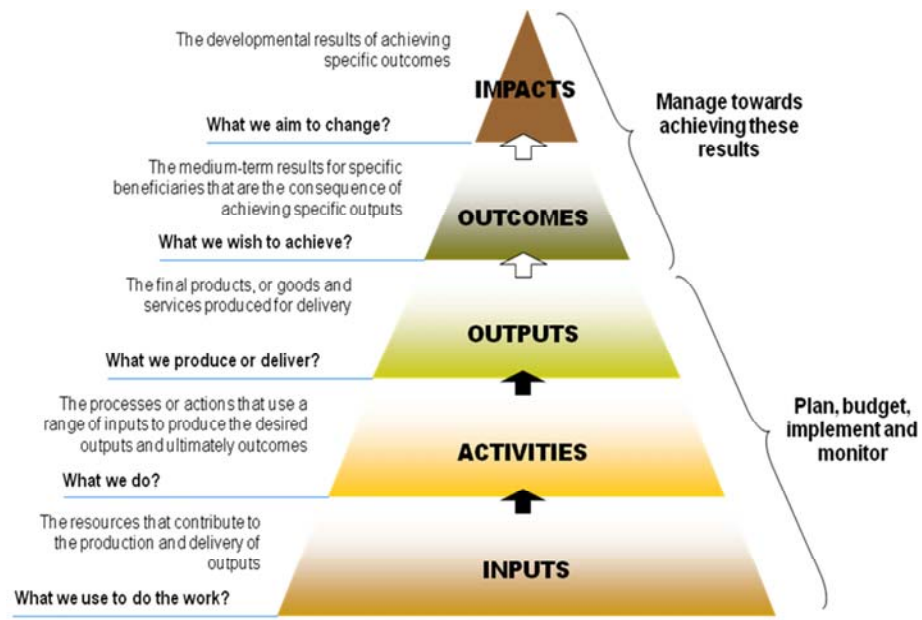 The developmental results of achieving
specific outcomes
IMPACTS
What we aim to change?
Manage towards
achieving these
results
The medium-term results for specific
beneficiaries that are the consequence of
achieving specific outputs
OUTCOMES
What we wish to achieve?
The final products, or goods and
services produced for delivery
OUTPUTS
What we produce or deliver?
The processes or actions that use a
range of inputs to produce the desired
outputs and ultimately outcomes
ACTIVITIES
What we do?
Plan, budget,
implement and
monitor
The resources that contribute to
the production and delivery of
outputs
INPUTS
What we use to do the work?